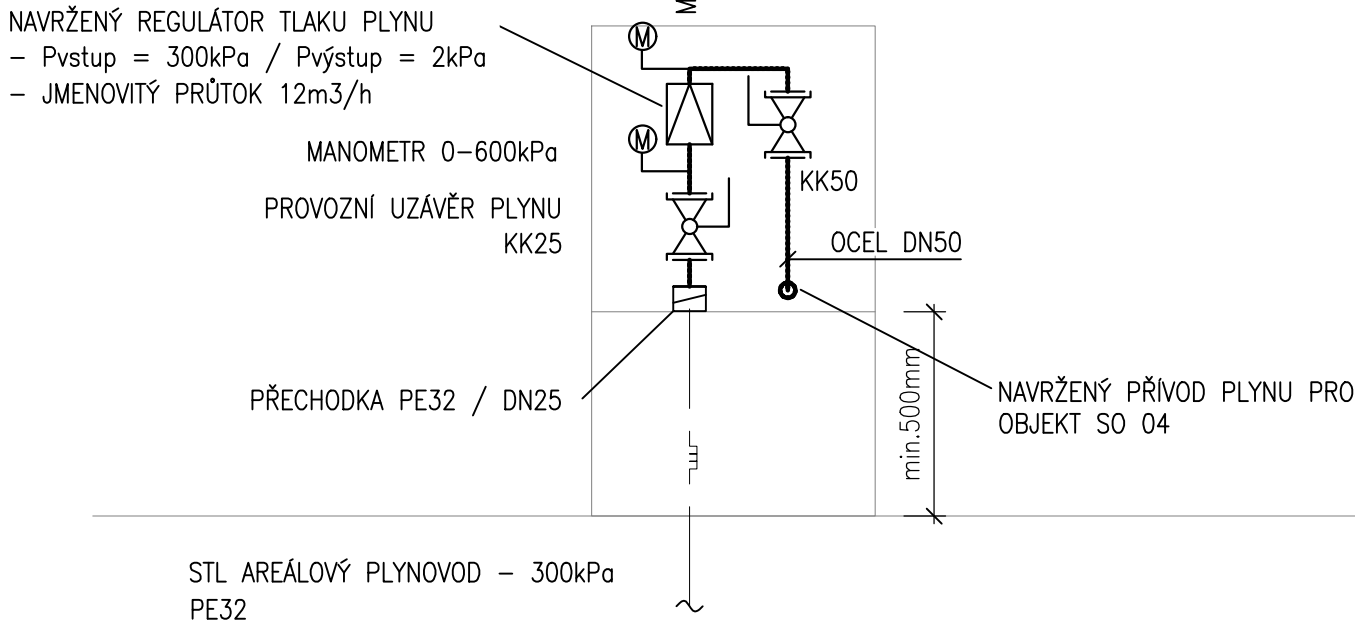 M
NAVRŽENÝ REGULÁTOR TLAKU PLYNU
– Pvstup = 300kPa / Pvýstup = 2kPa
– JMENOVITÝ PRŮTOK 12m3/h
M
M
MANOMETR 0–600kPa
PROVOZNÍ UZÁVĚR PLYNU
KK25
KK50
OCEL DN50
PŘECHODKA PE32 / DN25
min.500mm
NAVRŽENÝ PŘÍVOD PLYNU PRO
OBJEKT SO 04
STL AREÁLOVÝ PLYNOVOD – 300kPa
PE32